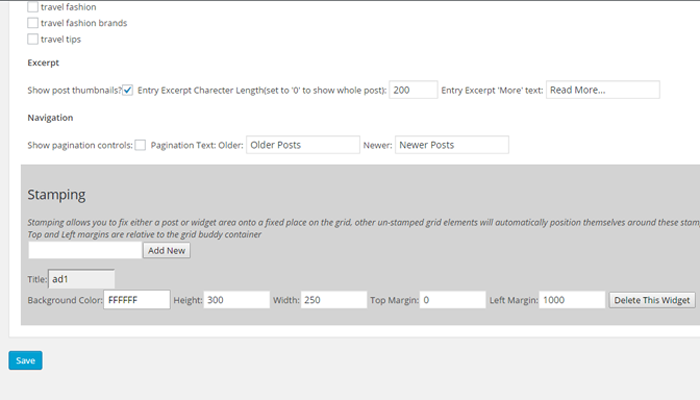 travel fashion
travel fashion brands
travel tips
Excerpt
Show post thumbnails? Entry Excerpt Charecter Length(set to '0' to show whole post): 200 Entry Excerpt 'More' text: Read More...
Navigation
Show pagination controls: Pagination Text: Older: Older Posts Newer: Newer Posts
Stamping
Stamping allows you to fix either a post or widget area onto a fixed place on the grid, other un-stamped grid elements will automatically position themselves around these stam
Top and Left margins are relative to the grid buddy container
Add New
Title: ad1
Background Color: FFFFFF Height: 300 Width: 250 Top Margin: 0 Left Margin: 1000 Delete This Widget
Save